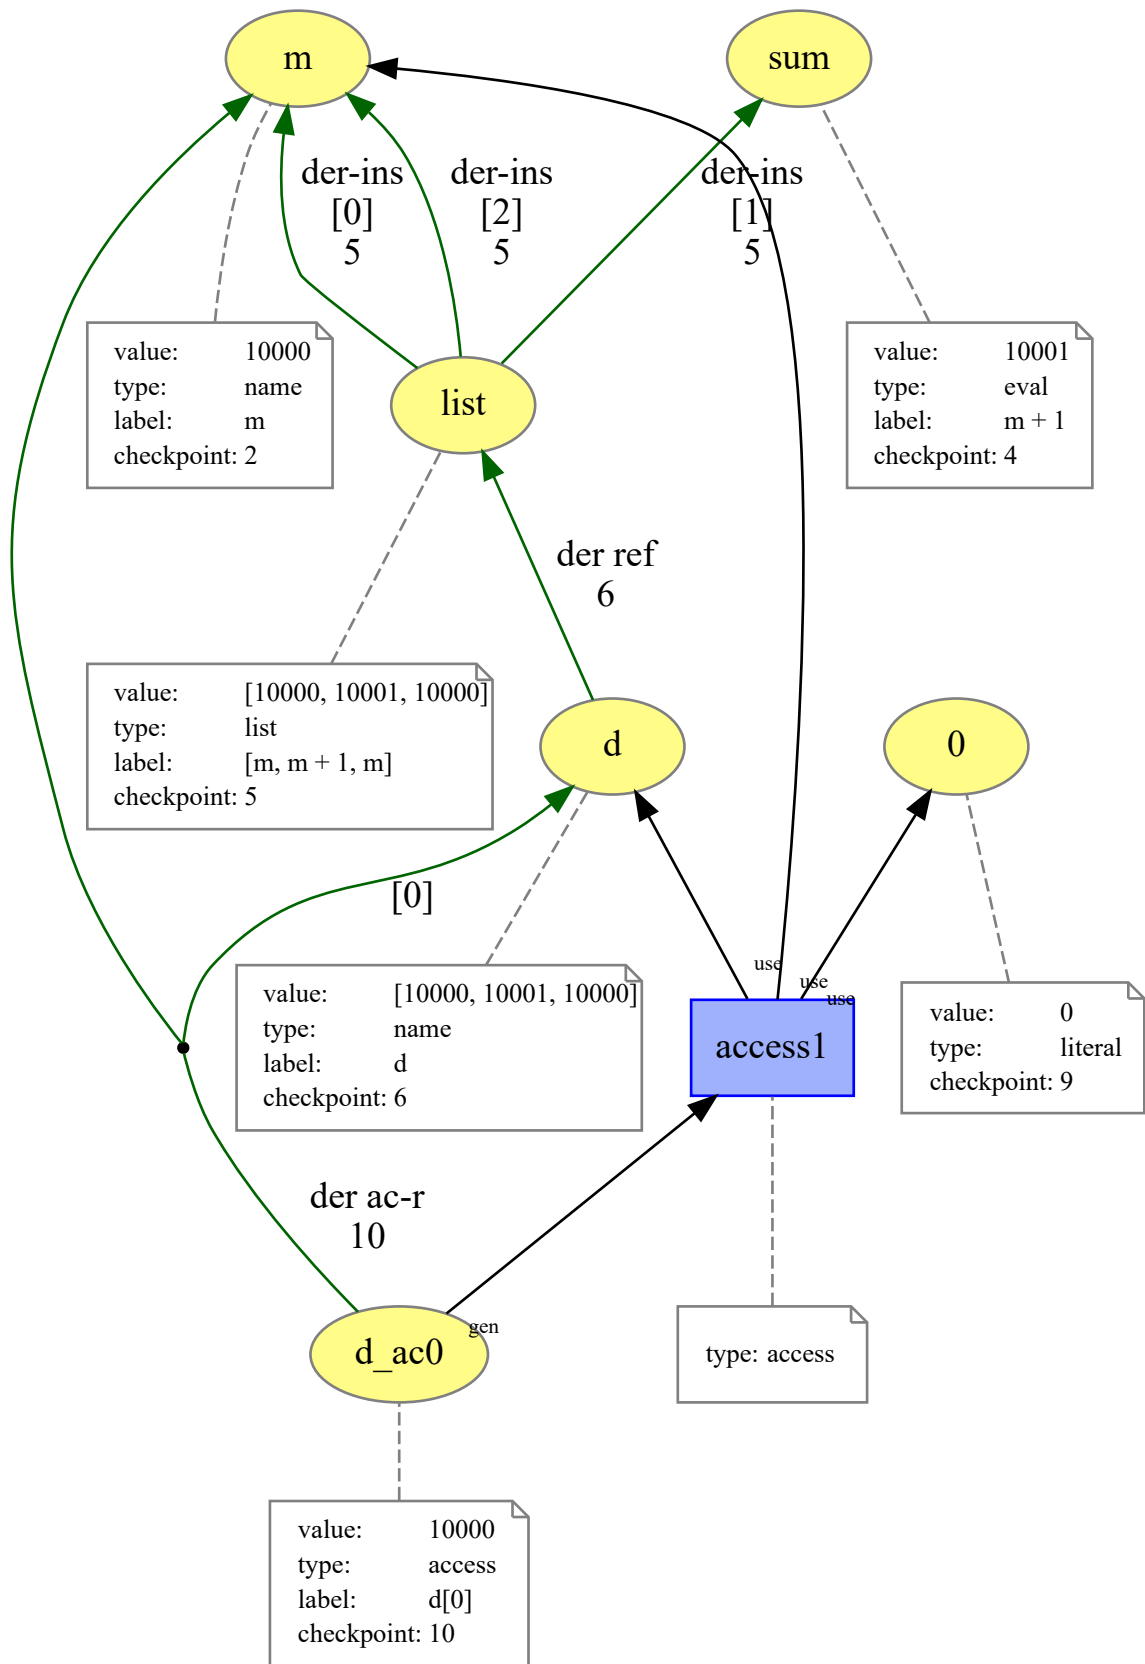 m
sum
der-ins
[0]
5
der-ins
[2]
5
der-ins
[1]
5
value: 10000
type: name
label: m
checkpoint: 2
value: 10001
type: eval
label: m + 1
checkpoint: 4
list
der ref
6
value: [10000, 10001, 10000]
type: list
label: [m, m + 1, m]
checkpoint: 5
d
0
[0]
value: [10000, 10001, 10000]
type: name
label: d
checkpoint: 6
use
use
use
access1
value: 0
type: literal
checkpoint: 9
der ac-r
10
gen
d_ac0
type: access
value: 10000
type: access
label: d[0]
checkpoint: 10